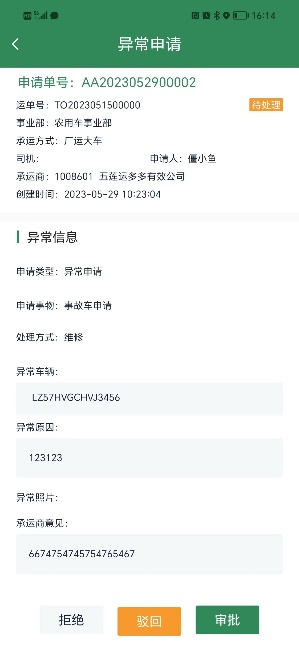 16:14
异常申请
申请单号：AA2023052900002
运单号：TO2023051500000
待处理
事业部：农用车事业部
承运方式：厂运大车
司机：
申请人：僵小鱼
承运商：1008601 五莲运多多有效公司
创建时间：2023-05-29 10:23:04
异常信息
申请类型：异常申请
申请事物：事故车申请
处理方式：维修
异常车辆：
LZ57HVGCHVJ3456
异常原因：
123123
异常照片：
承运商意见：
6674754745754765467
拒绝
驳回
审批